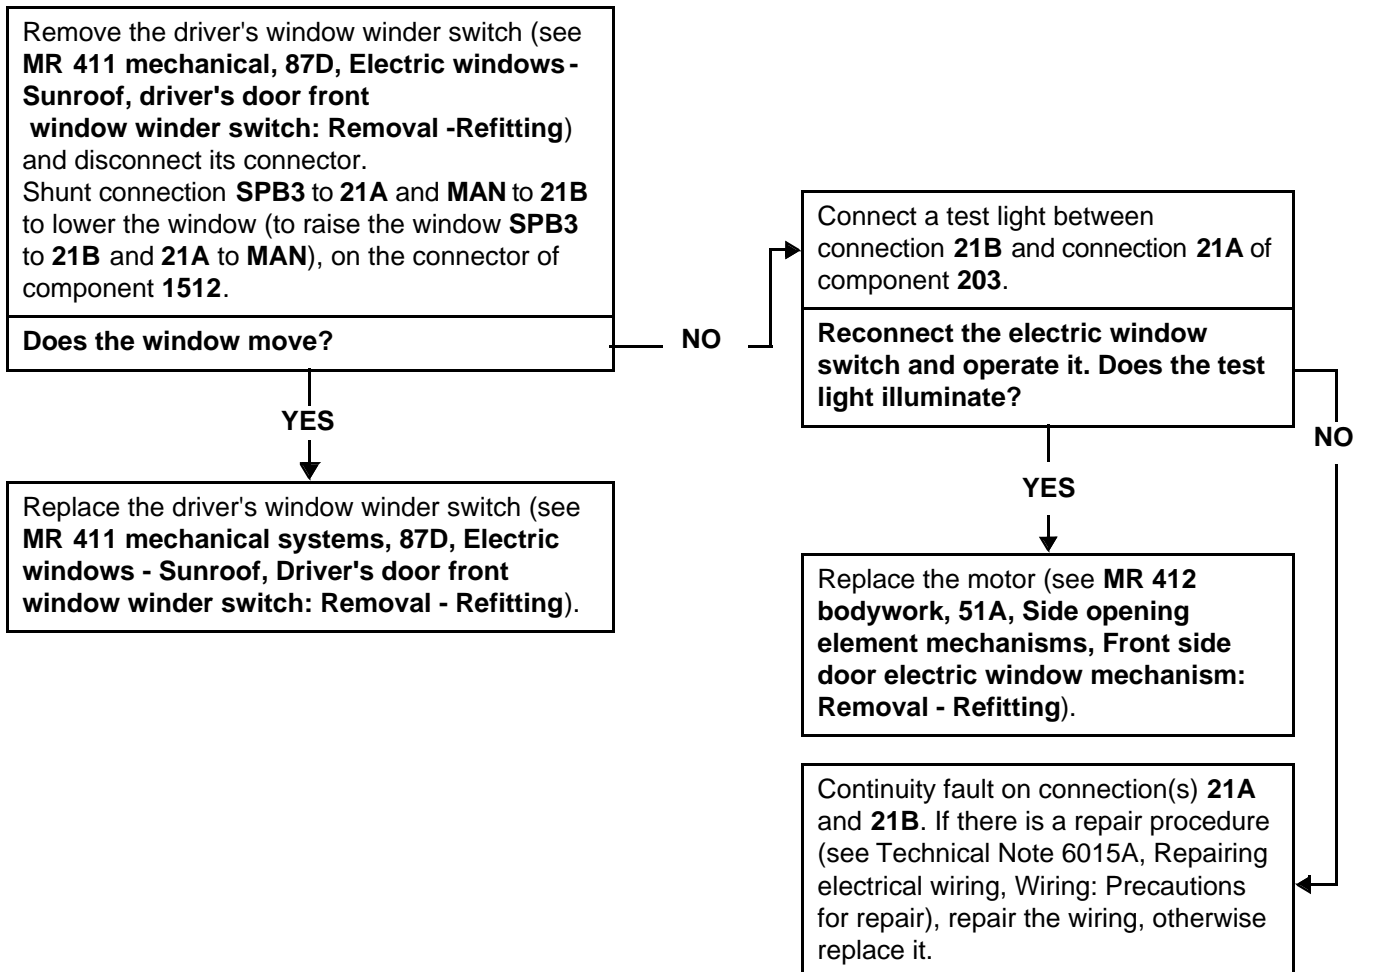 Remove the driver's window winder switch (see
MR 411 mechanical, 87D, Electric windows -
Sunroof, driver's door front
window winder switch: Removal -Refitting)
and disconnect its connector.
Shunt connection SPB3 to 21A and MAN to 21B
to lower the window (to raise the window SPB3
to 21B and 21A to MAN), on the connector of
component 1512.
Does the window move?
NO
YES
Replace the driver's window winder switch (see
MR 411 mechanical systems, 87D, Electric
windows - Sunroof, Driver's door front
window winder switch: Removal - Refitting).
Connect a test light between
connection 21B and connection 21A of
component 203.
Reconnect the electric window
switch and operate it. Does the test
light illuminate?
NO
YES
Replace the motor (see MR 412
bodywork, 51A, Side opening
element mechanisms, Front side
door electric window mechanism:
Removal - Refitting).
Continuity fault on connection(s) 21A
and 21B. If there is a repair procedure
(see Technical Note 6015A, Repairing
electrical wiring, Wiring: Precautions
for repair), repair the wiring, otherwise
replace it.